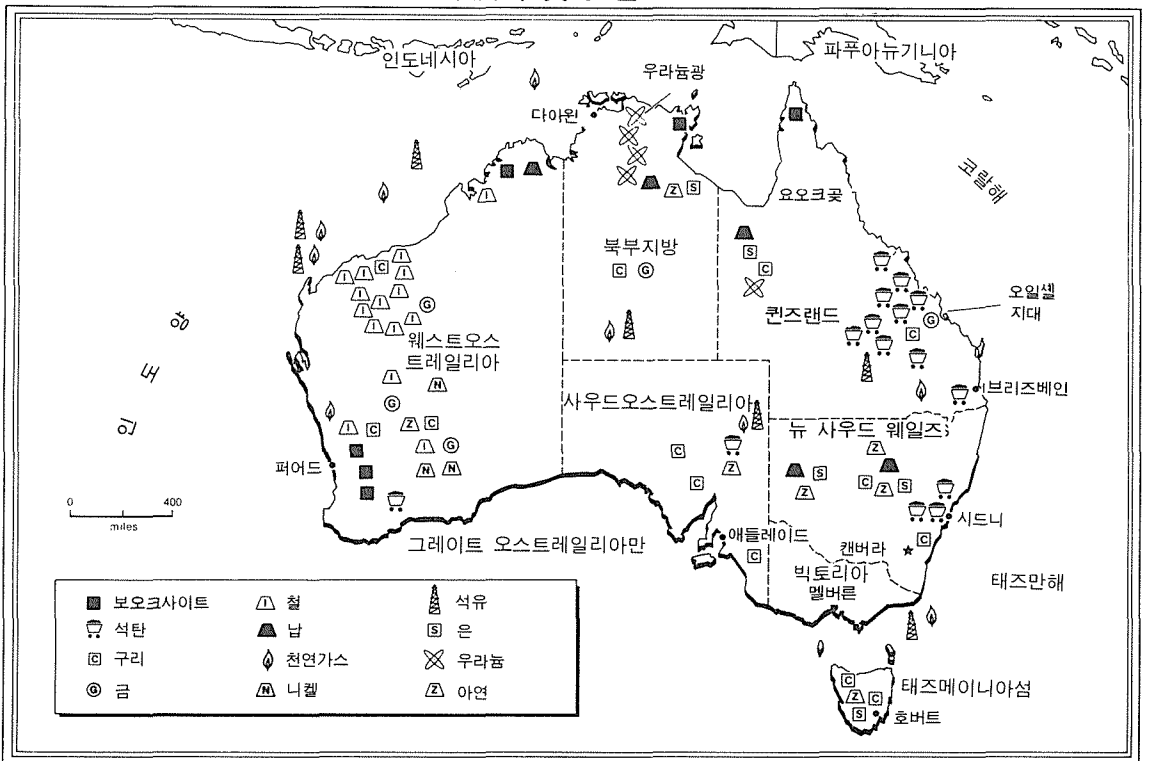 인도네시아
파푸아뉴기니아
우라늄광
다아윈
코랄해
요오크곶
북부지방
C G
오일셀
지대
퀸즈랜드
인 도 양
웨스트오스
트레일리아
브리즈베인
사우드오스트레일리아
뉴 사우드 웨일즈
퍼어드
0 400
miles
시드니
애들레이드
캔버라
그레이트 오스트레일리아만
빅토리아
멜버른
태즈만해
보오크사이트
I 철
석유
석탄
납
S 은
C 구리
천연가스
우라늄
G 금
N 니켈
Z 아연
태즈메이니아섬
호버트